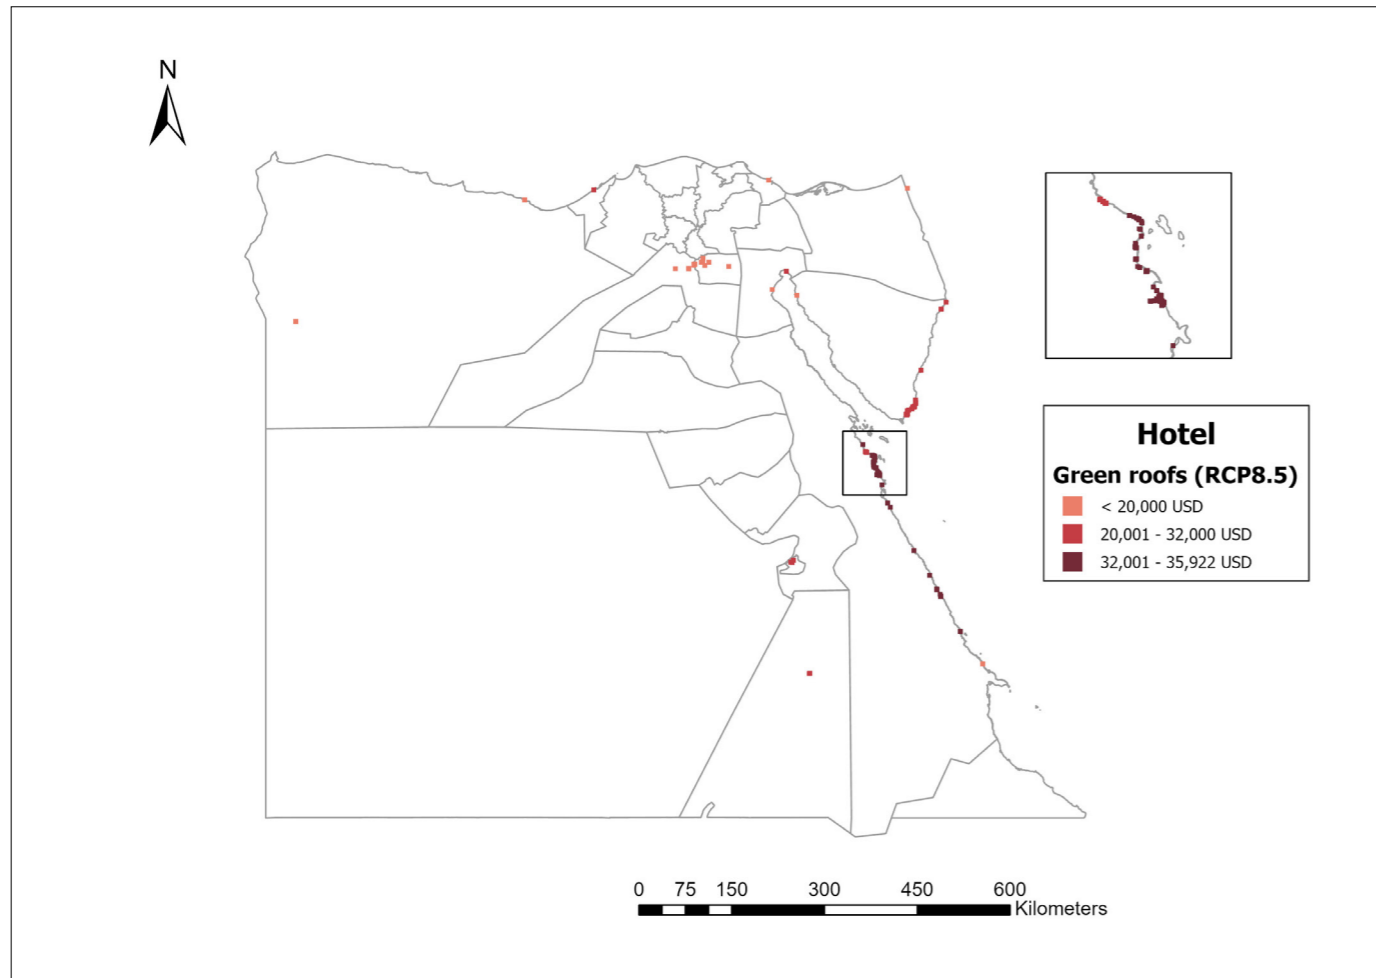 N
Hotel
Green roofs (RCP8.5)
< 20,000 USD
20,001 - 32,000 USD
32,001 - 35,922 USD
0 75 150 300 450 600
Kilometers